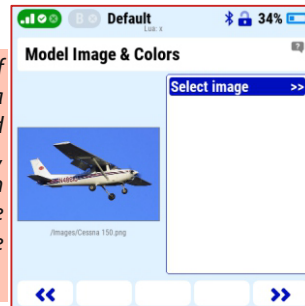 B Default 34%
Lua: x
Model Image & Colors
Select image >>
/Images/Cessna 150.png
<< >>